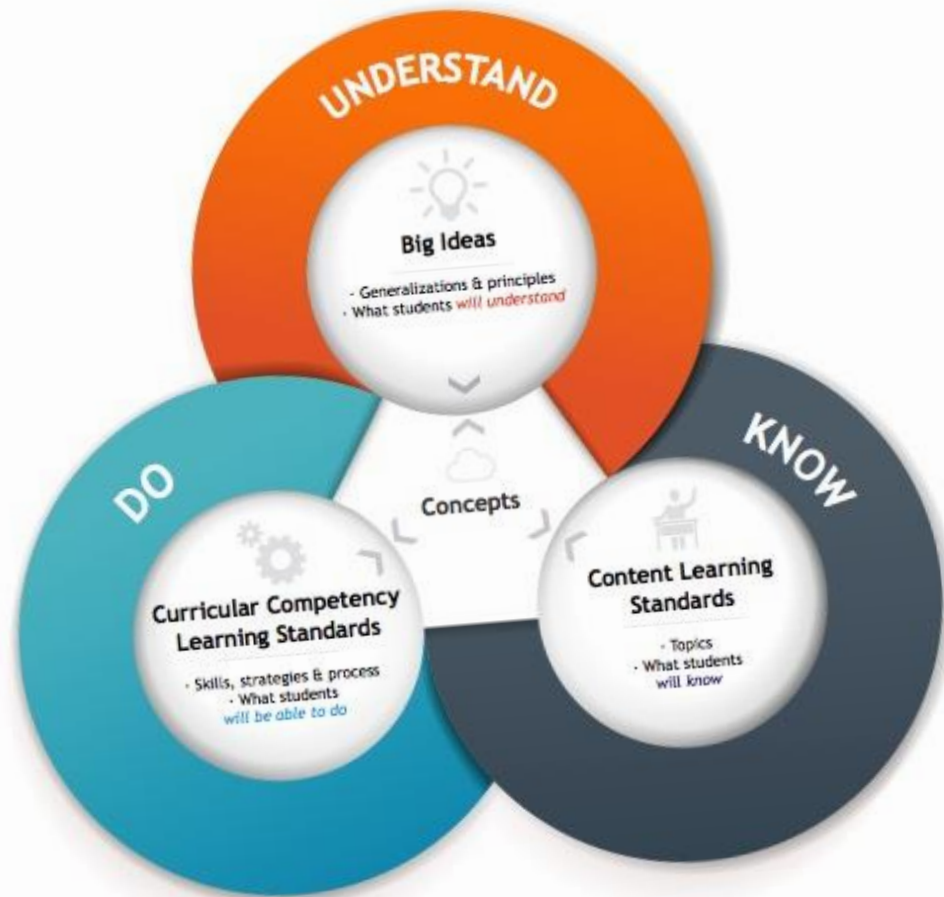 UNDERSTAND
Big Ideas
· Generalizations & principles
· What students will understand
DO
Curricular Competency
Learning Standards
· Skills, strategies & process
· What students
will be able to do
Concepts
KNOW
Content Learning
Standards
· Topics
· What students
will know